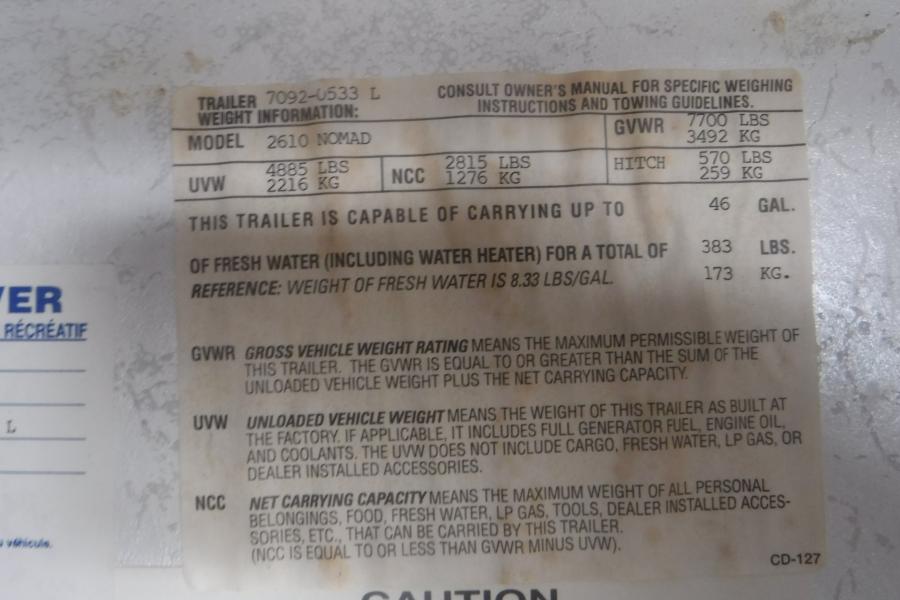 TRAILER 7092-0533 L
WEIGHT INFORMATION:
CONSULT OWNER'S MANUAL FOR SPECIFIC WEIGHING
INSTRUCTIONS AND TOWING GUIDELINES.
MODEL 2610 NOMAD
GVWR 7700 LBS
3492 KG
UVW 4885 LBS
2216 KG
NCC 2815 LBS
1276 KG
HITCH 570 LBS
259 KG
THIS TRAILER IS CAPABLE OF CARRYING UP TO 46 GAL.
OF FRESH WATER (INCLUDING WATER HEATER) FOR A TOTAL OF 383 LBS.
REFERENCE: WEIGHT OF FRESH WATER IS 8.33 LBS/GAL. 173 KG.
GVWR GROSS VEHICLE WEIGHT RATING MEANS THE MAXIMUM PERMISSIBLE WEIGHT OF
THIS TRAILER. THE GVWR IS EQUAL TO OR GREATER THAN THE SUM OF THE
UNLOADED VEHICLE WEIGHT PLUS THE NET CARRYING CAPACITY.
UVW UNLOADED VEHICLE WEIGHT MEANS THE WEIGHT OF THIS TRAILER AS BUILT AT
THE FACTORY. IF APPLICABLE, IT INCLUDES FULL GENERATOR FUEL, ENGINE OIL,
AND COOLANTS. THE UVW DOES NOT INCLUDE CARGO, FRESH WATER, LP GAS, OR
DEALER INSTALLED ACCESSORIES.
NCC NET CARRYING CAPACITY MEANS THE MAXIMUM WEIGHT OF ALL PERSONAL
BELONGINGS, FOOD, FRESH WATER, LP GAS, TOOLS, DEALER INSTALLED ACCES-
SORIES, ETC., THAT CAN BE CARRIED BY THIS TRAILER.
(NCC IS EQUAL TO OR LESS THAN GVWR MINUS UVW).
CD-127
CAUTION
VER
RÉCRÉATIF
L
véhicule.